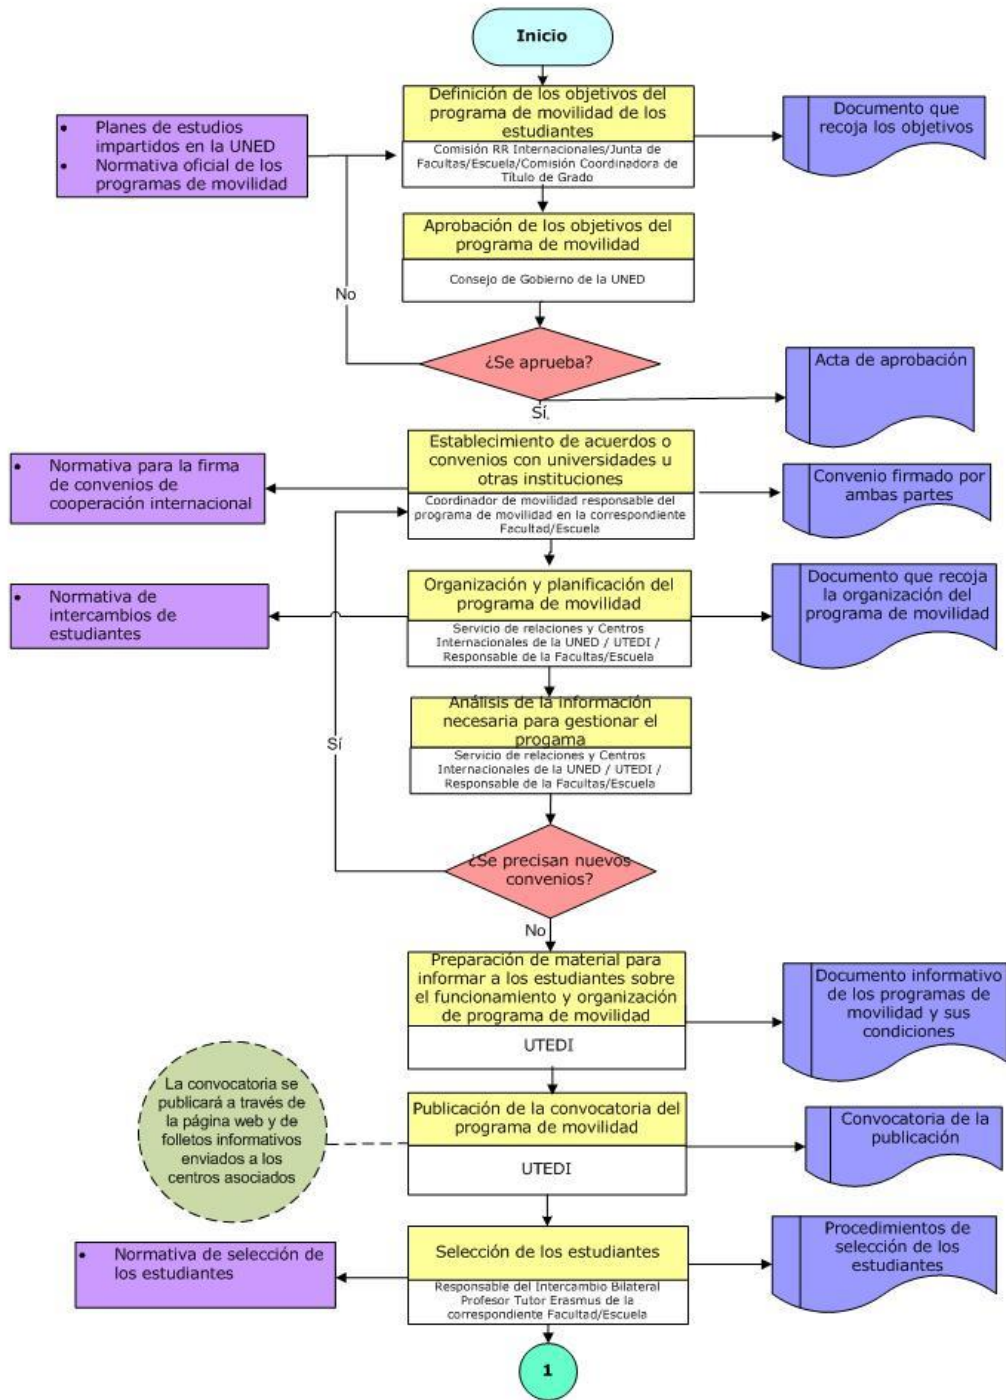 Inicio
Definición de los objetivos del
programa de movilidad de los
estudiantes
Comisión RR Internacionales/Junta de
Facultas/Escuela/Comisión Coordinadora de
Título de Grado
Documento que
recoja los objetivos
• Planes de estudios
impartidos en la UNED
• Normativa oficial de los
programas de movilidad
Aprobación de los objetivos del
programa de movilidad
Consejo de Gobierno de la UNED
No
¿Se aprueba?
Acta de aprobación
Sí.
Establecimiento de acuerdos o
convenios con universidades u
otras instituciones
Coordinador de movilidad responsable del
programa de movilidad en la correspondiente
Facultad/Escuela
• Normativa para la firma
de convenios de
cooperación internacional
Convenio firmado por
ambas partes
Organización y planificación del
programa de movilidad
Servicio de relaciones y Centros
Internacionales de la UNED / UTEDI /
Responsable de la Facultas/Escuela
• Normativa de
intercambios de
estudiantes
Documento que recoja
la organización del
programa de movilidad
Análisis de la información
necesaria para gestionar el
progama
Servicio de relaciones y Centros
Internacionales de la UNED / UTEDI /
Responsable de la Facultas/Escuela
Sí
¿Se precisan nuevos
convenios?
No
Preparación de material para
informar a los estudiantes sobre
el funcionamiento y organización
de programa de movilidad
UTEDI
Documento informativo
de los programas de
movilidad y sus
condiciones
La convocatoria se
publicará a través de
la página web y de
folletos informativos
enviados a los
centros asociados
Publicación de la convocatoria del
programa de movilidad
UTEDI
Convocatoria de la
publicación
Selección de los estudiantes
Responsable del Intercambio Bilateral
Profesor Tutor Erasmus de la
correspondiente Facultad/Escuela
• Normativa de selección de
los estudiantes
Procedimientos de
selección de los
estudiantes
1